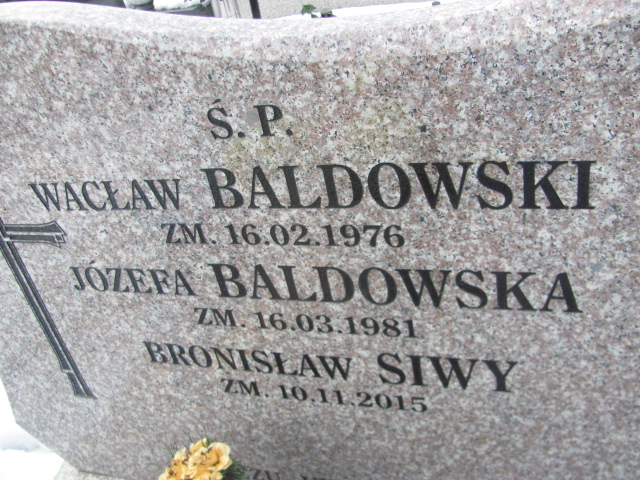 Ś. P.
WACŁAW BALDOWSKI
ZM. 16.02.1976
JÓZEFA BALDOWSKA
ZM. 16.03.1981
BRONISŁAW SIWY
ZM. 10.11.2015